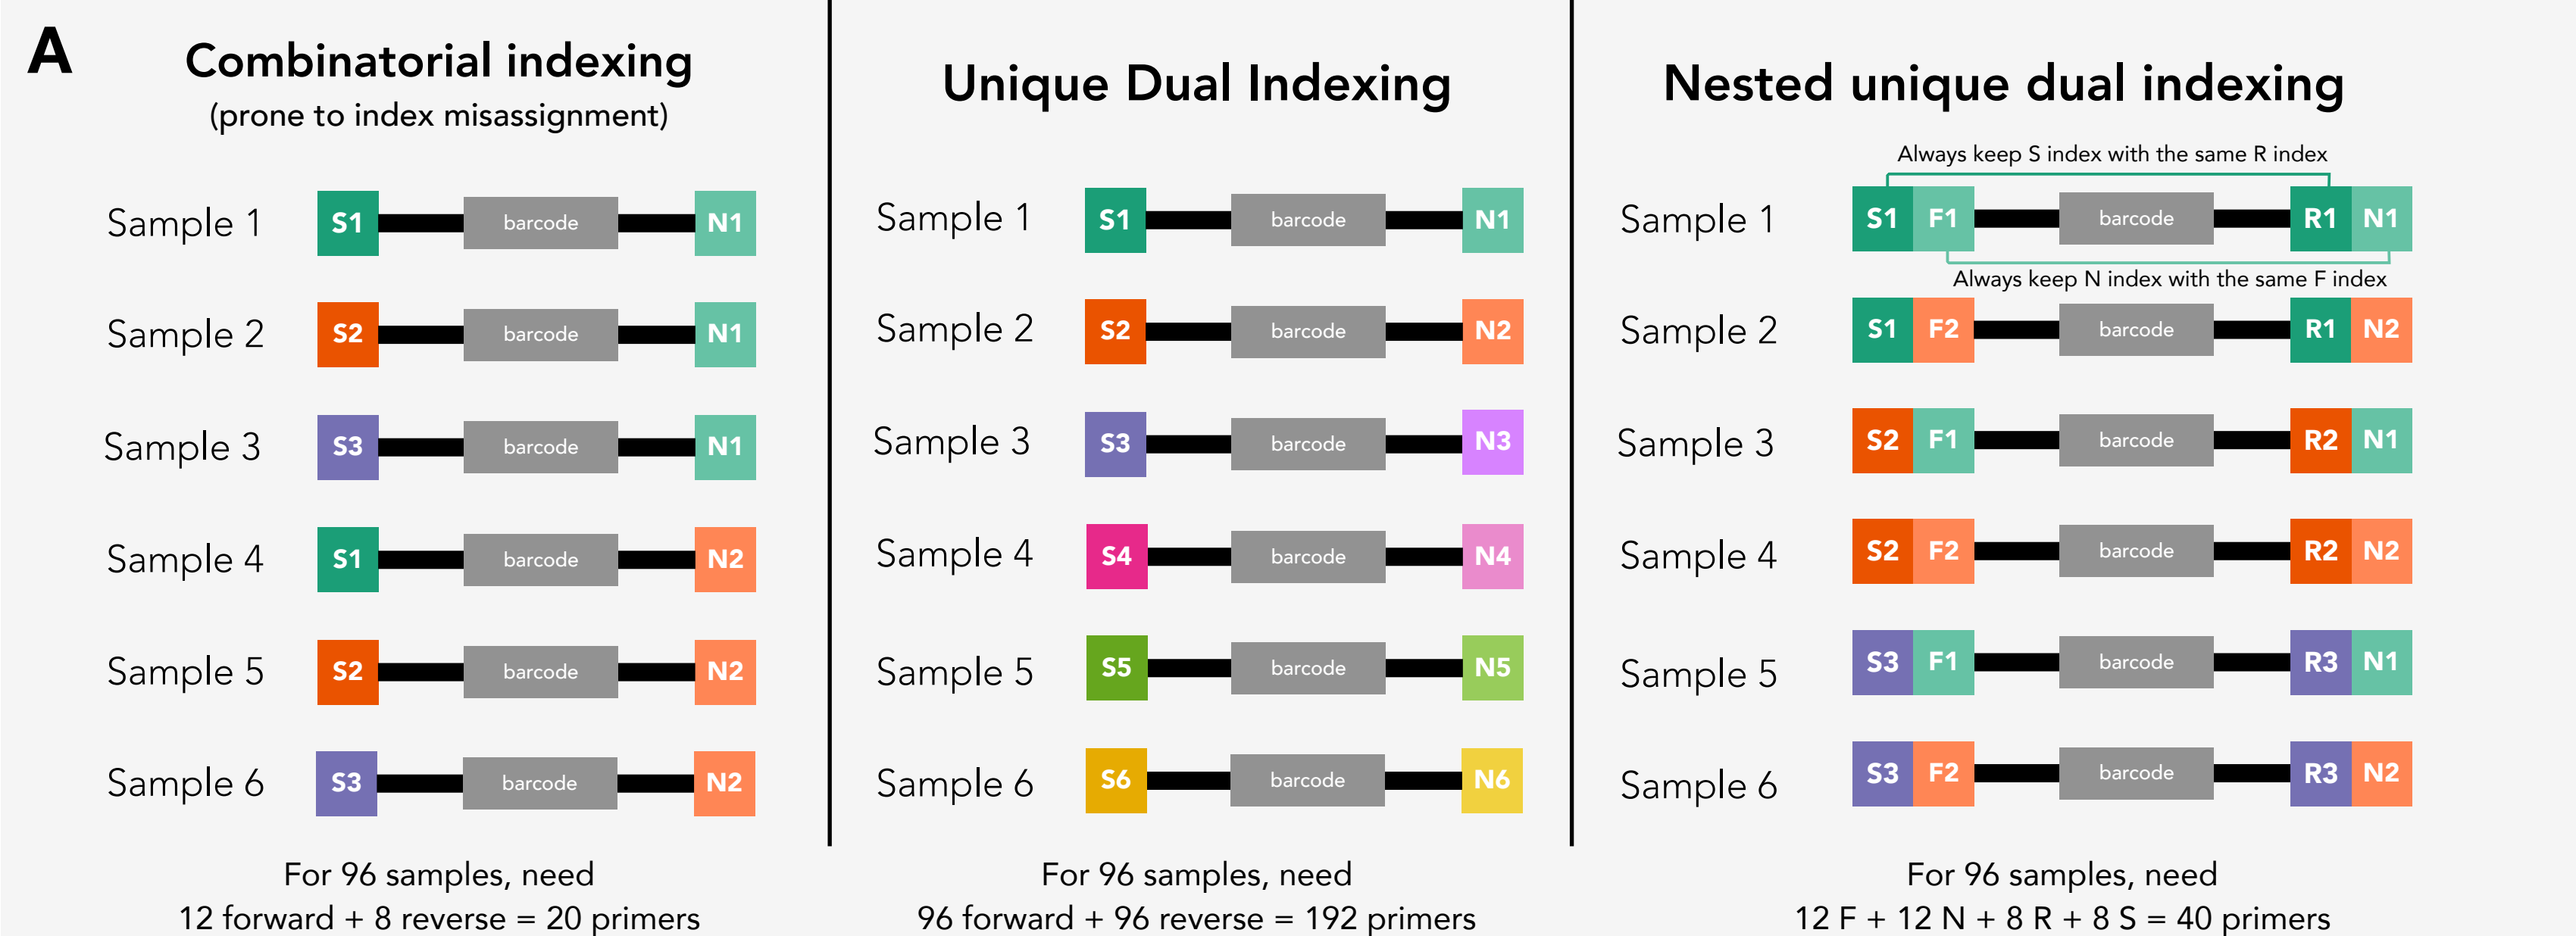 A
Combinatorial indexing
(prone to index misassignment)
Sample 1 S1 barcode N1
Sample 2 S2 barcode N1
Sample 3 S3 barcode N1
Sample 4 S1 barcode N2
Sample 5 S2 barcode N2
Sample 6 S3 barcode N2
For 96 samples, need
12 forward + 8 reverse = 20 primers
Unique Dual Indexing
Sample 1 S1 barcode N1
Sample 2 S2 barcode N2
Sample 3 S3 barcode N3
Sample 4 S4 barcode N4
Sample 5 S5 barcode N5
Sample 6 S6 barcode N6
For 96 samples, need
96 forward + 96 reverse = 192 primers
Nested unique dual indexing
Always keep S index with the same R index
Sample 1 S1 F1 barcode R1 N1
Always keep N index with the same F index
Sample 2 S1 F2 barcode R1 N2
Sample 3 S2 F1 barcode R2 N1
Sample 4 S2 F2 barcode R2 N2
Sample 5 S3 F1 barcode R3 N1
Sample 6 S3 F2 barcode R3 N2
For 96 samples, need
12 F + 12 N + 8 R + 8 S = 40 primers